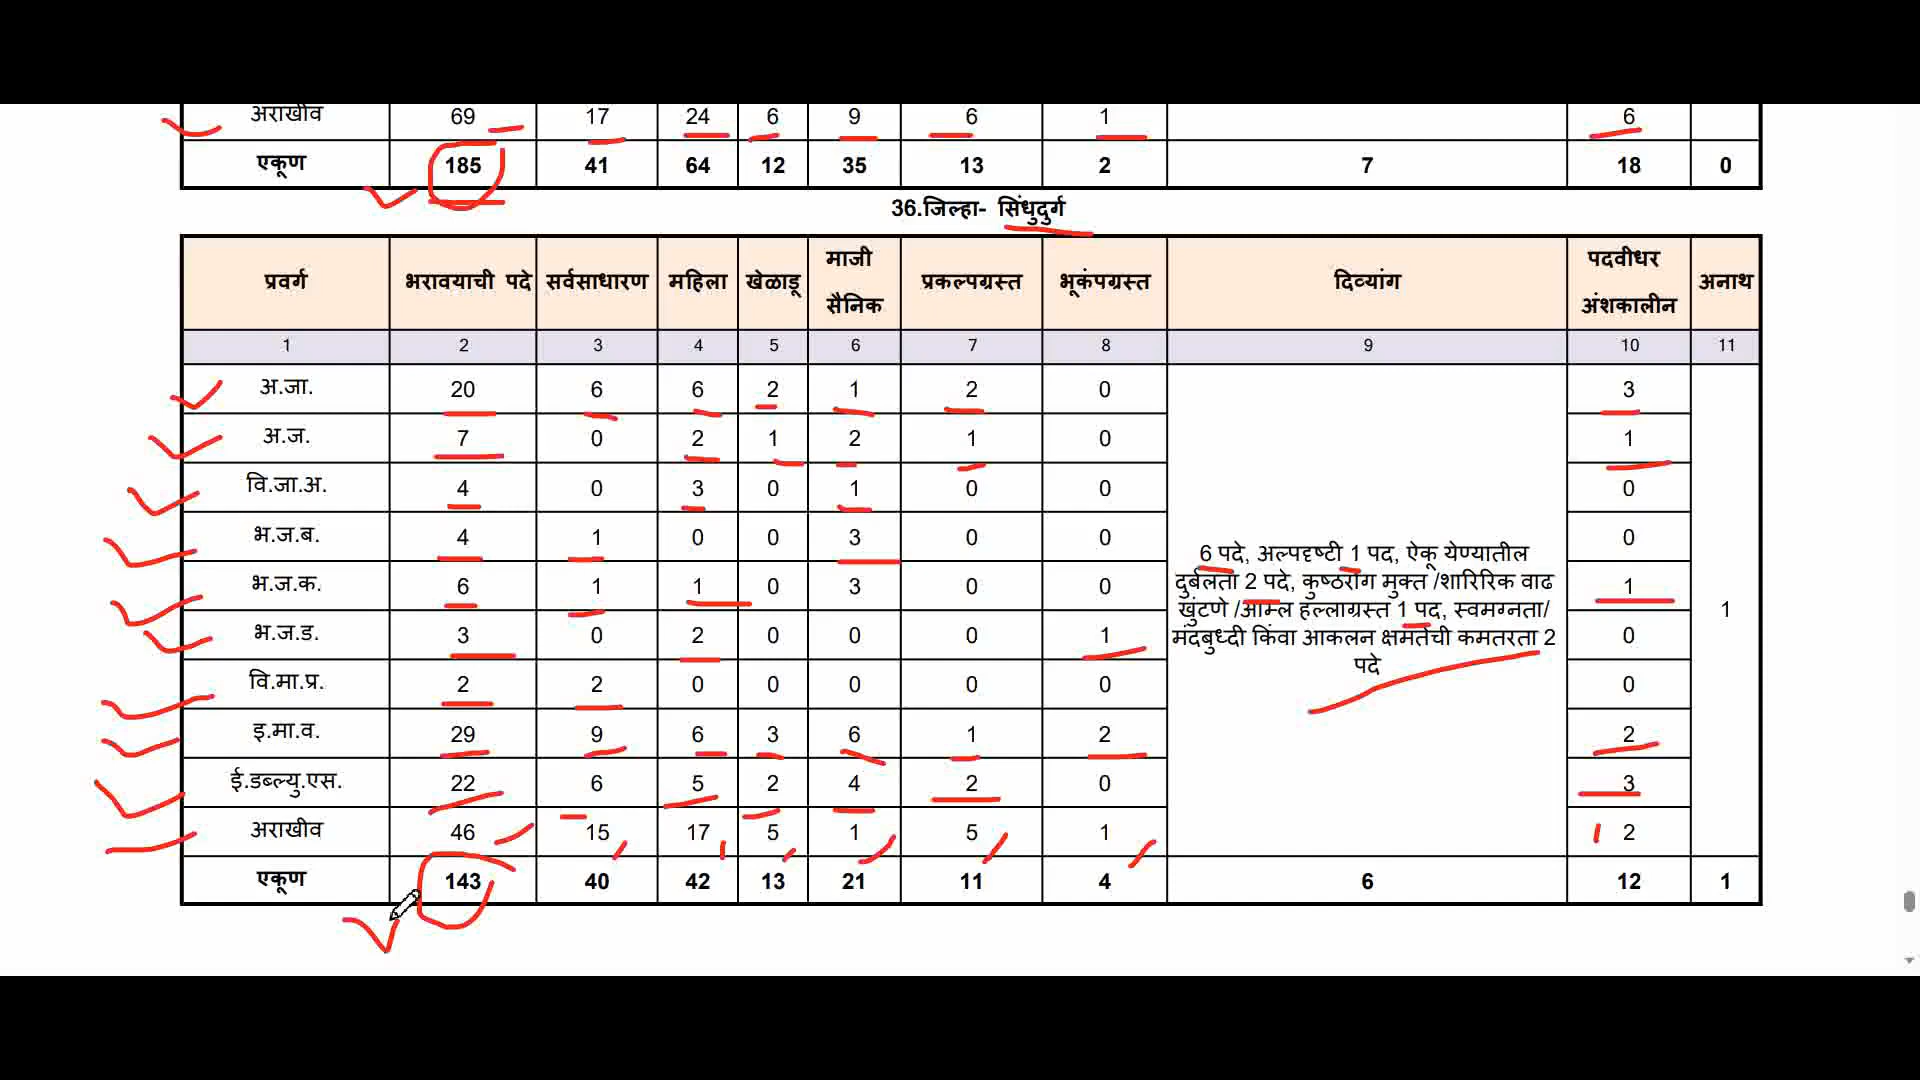 अराखीव 69 17 24 6 9 6 1 6
एकूण 185 41 64 12 35 13 2 7 18 0
36.जिल्हा- सिंधुदुर्ग
प्रवर्ग भरावयाची पदे सर्वसाधारण महिला खेळाडू माजी सैनिक प्रकल्पग्रस्त भूकंपग्रस्त दिव्यांग पदवीधर अंशकालीन अनाथ
1 2 3 4 5 6 7 8 9 10 11
अ.जा. 20 6 6 2 1 2 0 3
अ.ज. 7 0 2 1 2 1 0 1
वि.जा.अ. 4 0 3 0 1 0 0 0
भ.ज.ब. 4 1 0 0 3 0 0 0
भ.ज.क. 6 1 1 0 3 0 0 1
भ.ज.ड. 3 0 2 0 0 0 1 0
वि.मा.प्र. 2 2 0 0 0 0 0 0
इ.मा.व. 29 9 6 3 6 1 2 2
ई.डब्ल्यु.एस. 22 6 5 2 4 2 0 3
अराखीव 46 15 17 5 1 5 1 2
6 पदे, अल्पदृष्टी 1 पद, ऐकू येण्यातील
दुर्बलता 2 पदे, कुष्ठरोग मुक्त /शारिरिक वाढ
खुंटणे /आम्ल हल्लाग्रस्त 1 पद, स्वमग्नता/
मंदबुध्दी किंवा आकलन क्षमतेची कमतरता 2
पदे
1
एकूण 143 40 42 13 21 11 4 6 12 1